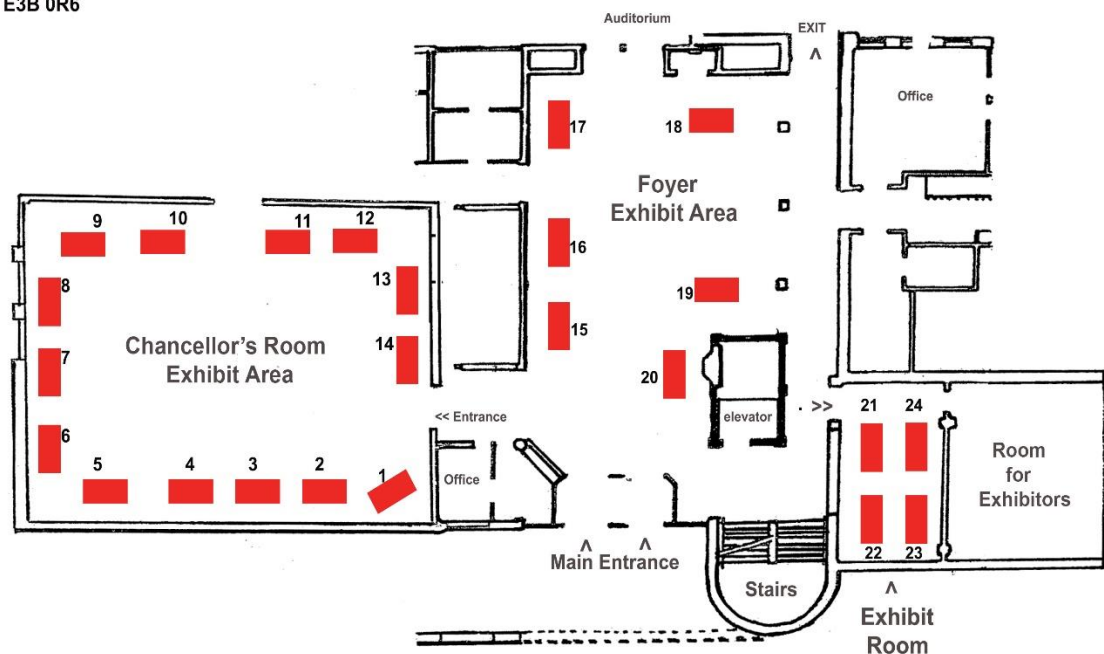 E3B 0R6
Auditorium
EXIT
^
Office
17
18
Foyer
Exhibit Area
9
10
11
12
16
8
13
19
15
Chancellor's Room
Exhibit Area
14
7
20
<< Entrance
elevator
>>
21
24
6
5
4
3
2
1
Office
Room
for
Exhibitors
22
23
^ ^
Main Entrance
Stairs
^
Exhibit
Room